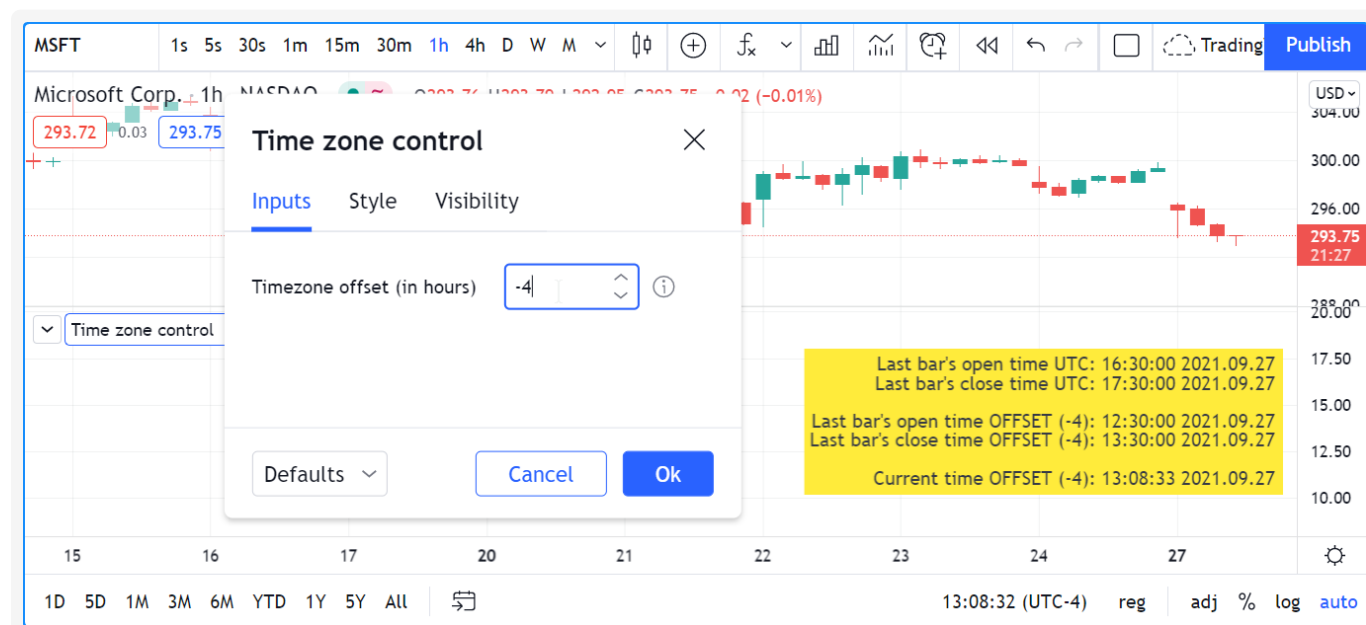 MSFT 1s 5s 30s 1m 15m 30m 1h 4h D W M fx Trading Publish
Microsoft Corp. · 1h NASDAQ (−0.01%)
USD
304.00
293.72 0.03 293.75
300.00
296.00
293.75
21:27
288.00
Time zone control
Inputs Style Visibility
Timezone offset (in hours) -4
Defaults Cancel Ok
Time zone control
20.00
17.50
15.00
12.50
10.00
Last bar's open time UTC: 16:30:00 2021.09.27
Last bar's close time UTC: 17:30:00 2021.09.27
Last bar's open time OFFSET (-4): 12:30:00 2021.09.27
Last bar's close time OFFSET (-4): 13:30:00 2021.09.27
Current time OFFSET (-4): 13:08:33 2021.09.27
15 16 17 20 21 22 23 24 27
1D 5D 1M 3M 6M YTD 1Y 5Y All 13:08:32 (UTC-4) reg adj % log auto